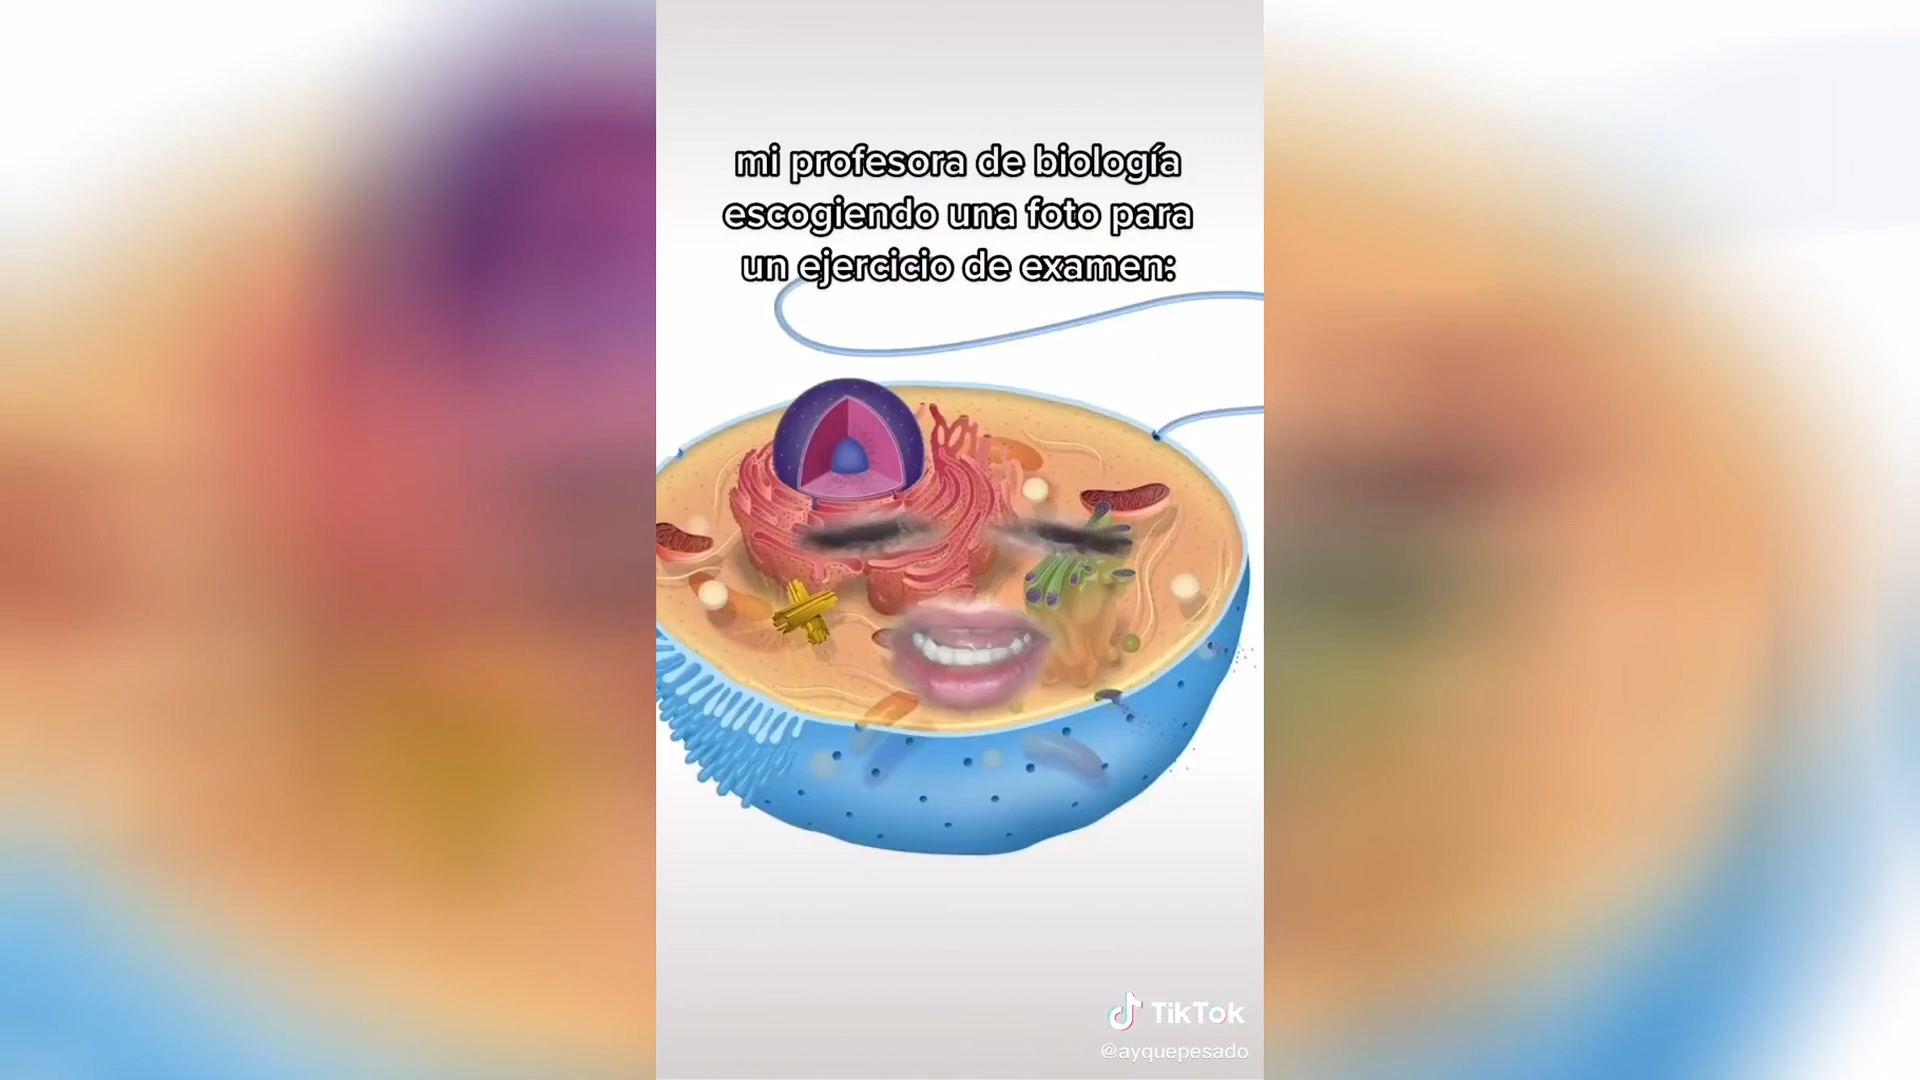 mi profesora de biología
escogiendo una foto para
un ejercicio de examen:
TikTok
@ayquepesado